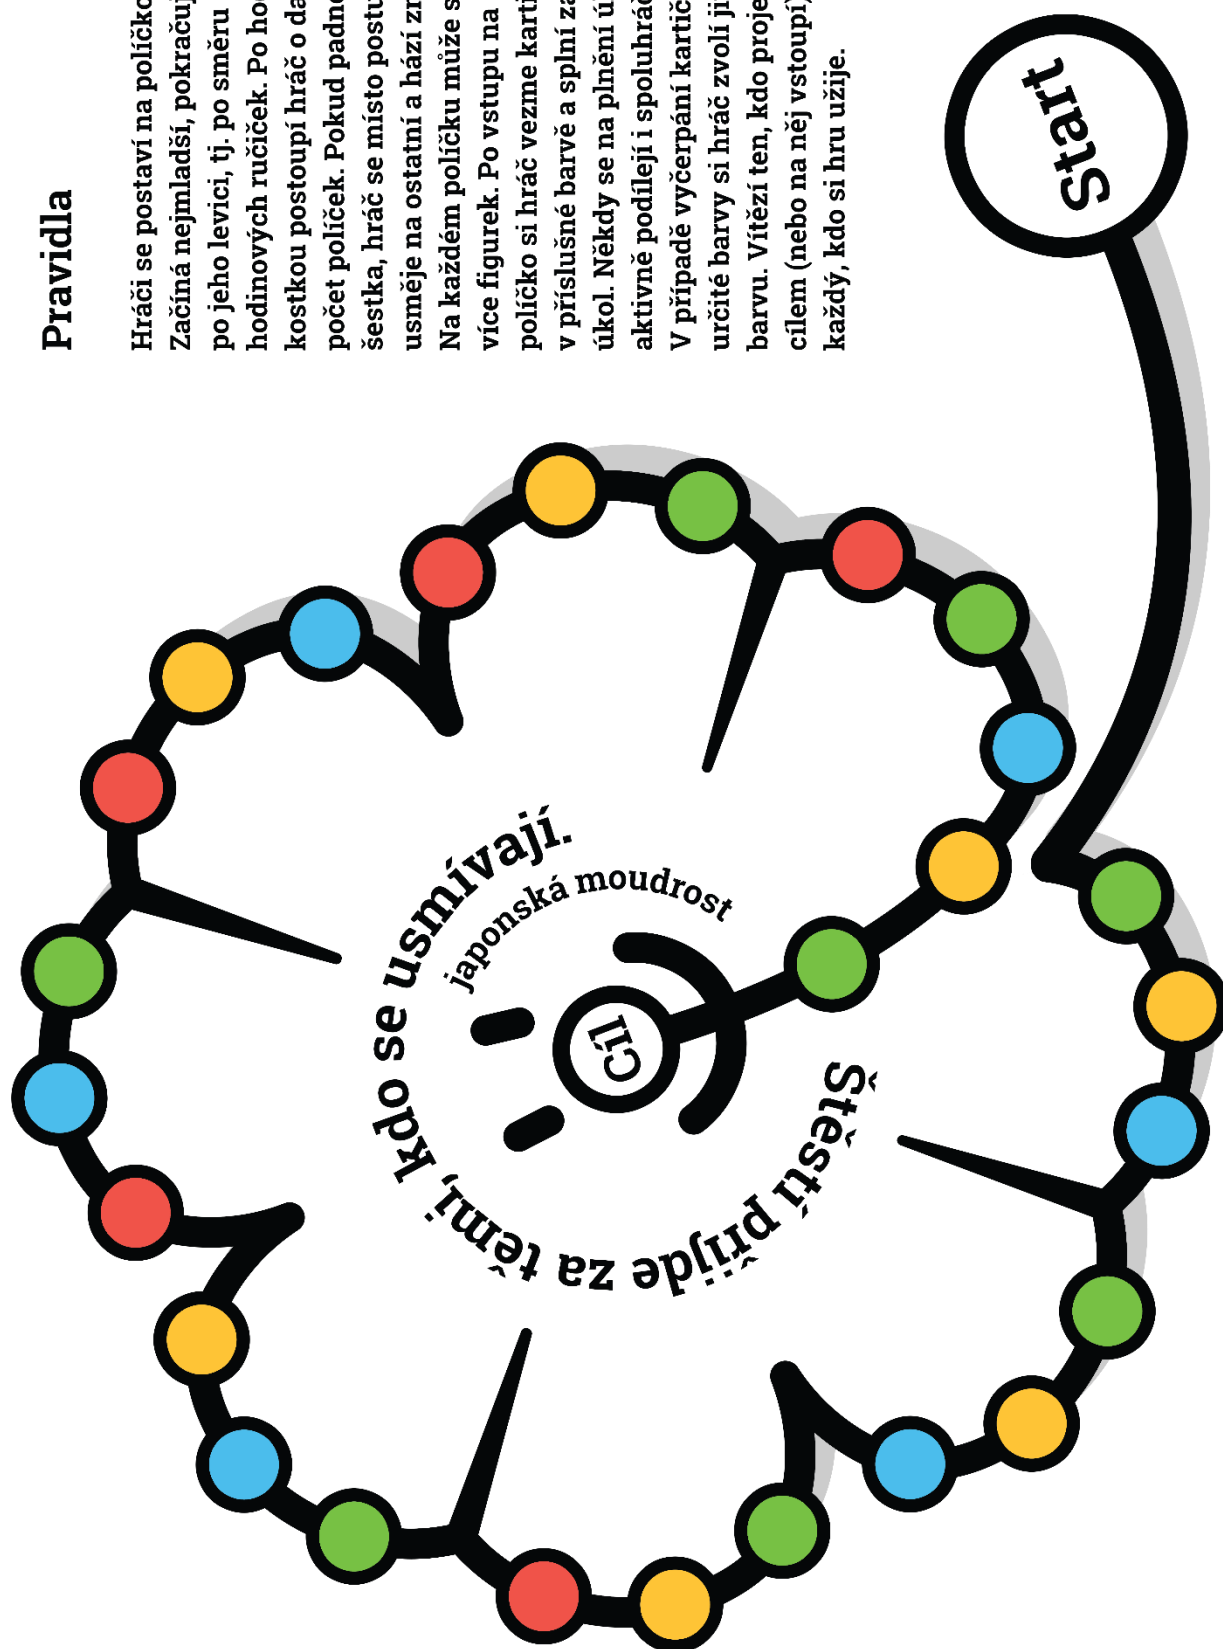 Pravidla
Hráči se postaví na políčko
Začíná nejmladší, pokračuj
po jeho levici, tj. po směru
hodinových ručiček. Po ho
kostkou postoupí hráč o da
počet políček. Pokud padn
šestka, hráč se místo postu
usměje na ostatní a hází zn
Na každém políčku může s
více figurek. Po vstupu na
políčko si hráč vezme karti
v příslušné barvě a splní za
úkol. Někdy se na plnění ú
aktivně podílejí i spoluhráč
V případě vyčerpání kartič
určité barvy si hráč zvolí ji
barvu. Vítězí ten, kdo proje
cílem (nebo na něj vstoupí)
každý, kdo si hru užije.
Start
Štěstí přijde za těmi, kdo se usmívají.
japonská moudrost
Cíl